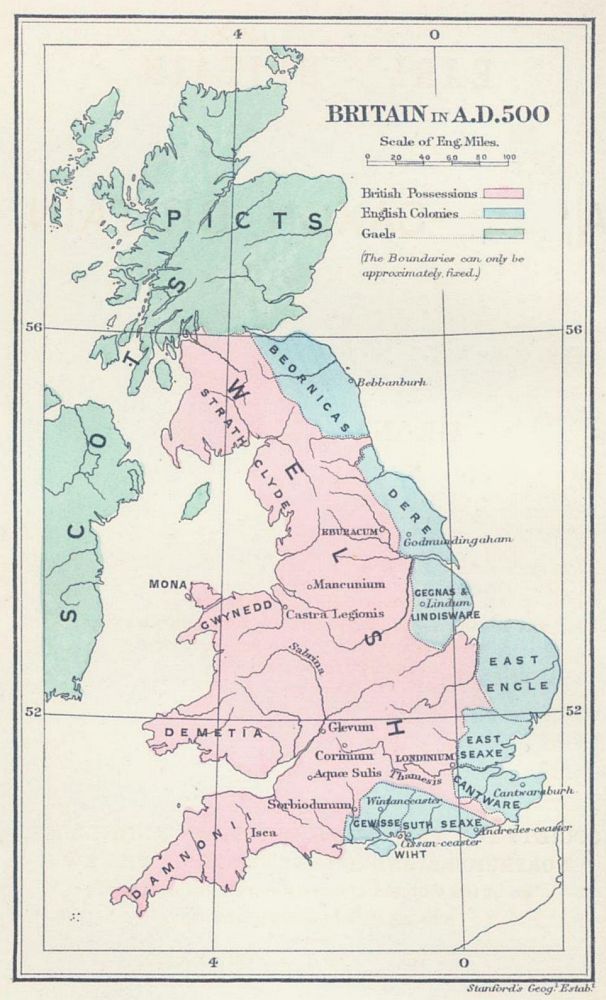 4 0
BRITAIN IN A.D.500
Scale of Eng. Miles.
0 20 40 60 80 100
British Possessions
English Colonies
Gaels
(The Boundaries can only be
approximately fixed.)
PICTS
SCOTS
56 56
BEORNICAS
Bebbanburh
WELSH
STRATH CLYDE
DERE
EBURACUM
Godmundingaham
MONA
GWYNEDD
Mancunium
Castra Legionis
GEGNAS &
Lindum
LINDISWARE
Sabrina
EAST
ENGLE
52 52
DEMETIA
Glevum
Corinium
LONDINIUM
EAST
SEAXE
Aquæ Sulis
Thamesis
CANTWARE
Cantwaraburh
Sorbiodunum
Wintanceaster
GEWISSE
SUTH SEAXE
Andredes-ceaster
Cissan-ceaster
WIHT
DAMNONII
Isca
4 0
Stanford's Geog.l Estab.t